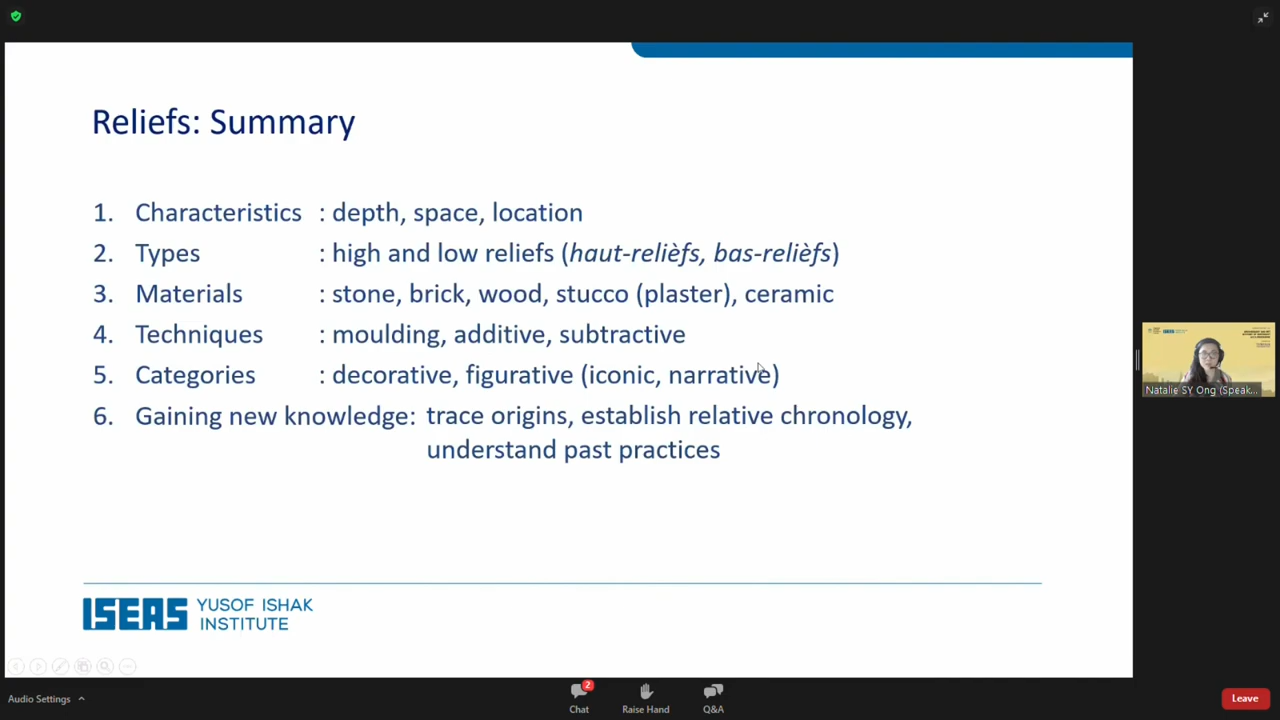 Reliefs: Summary
1. Characteristics : depth, space, location
2. Types : high and low reliefs (haut-relièfs, bas-relièfs)
3. Materials : stone, brick, wood, stucco (plaster), ceramic
4. Techniques : moulding, additive, subtractive
5. Categories : decorative, figurative (iconic, narrative)
6. Gaining new knowledge: trace origins, establish relative chronology,
understand past practices
Natalie SY Ong (Speak...
ISEAS YUSOF ISHAK
INSTITUTE
Audio Settings
2
Chat
Raise Hand
Q&A
Leave